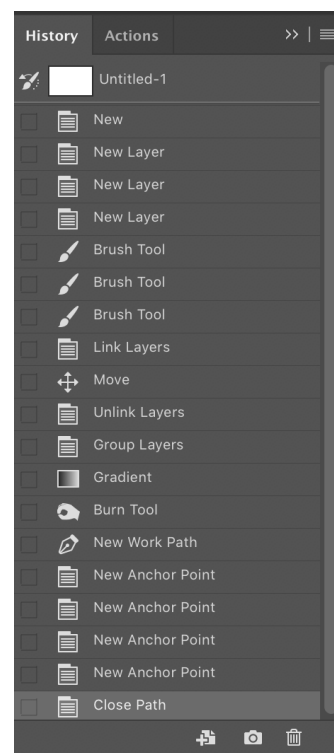 History Actions >>
Untitled-1
New
New Layer
New Layer
New Layer
Brush Tool
Brush Tool
Brush Tool
Link Layers
Move
Unlink Layers
Group Layers
Gradient
Burn Tool
New Work Path
New Anchor Point
New Anchor Point
New Anchor Point
New Anchor Point
Close Path